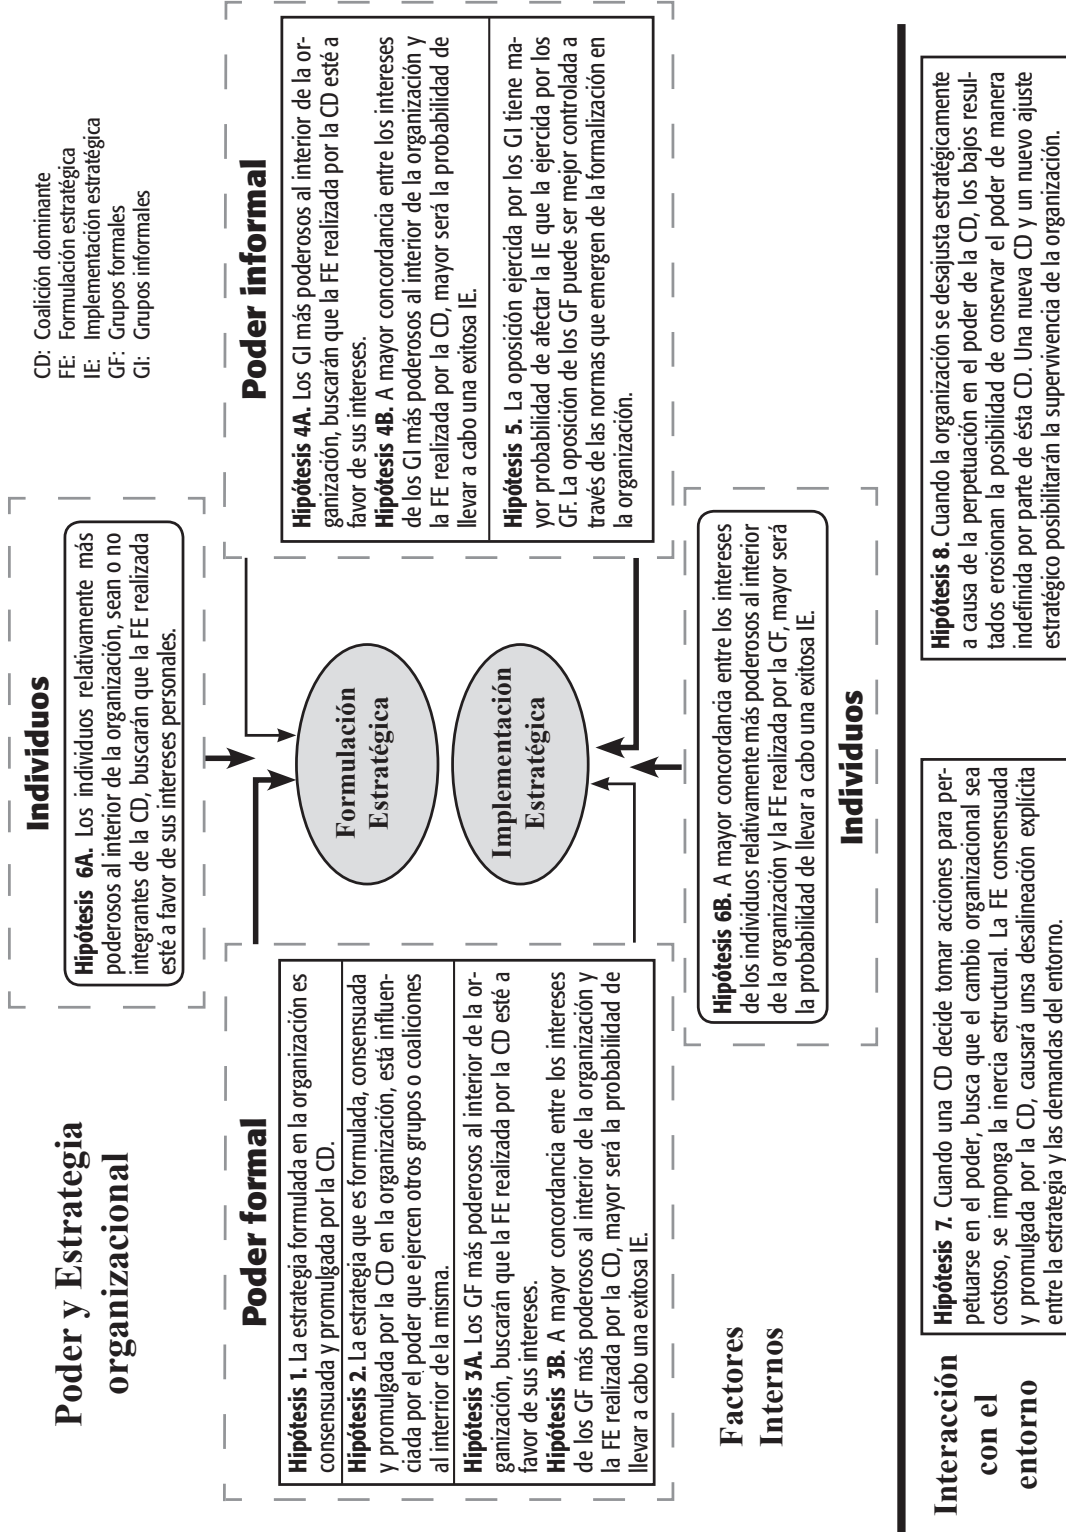 Poder y Estrategia
organizacional
Individuos
Hipótesis 6A. Los individuos relativamente más
poderosos al interior de la organización, sean o no
integrantes de la CD, buscarán que la FE realizada
esté a favor de sus intereses personales.
CD: Coalición dominante
FE: Formulación estratégica
IE: Implementación estratégica
GF: Grupos formales
GI: Grupos informales
Poder formal
Hipótesis 1. La estrategia formulada en la organización es
consensuada y promulgada por la CD.
Hipótesis 2. La estrategia que es formulada, consensuada
y promulgada por la CD en la organización, está influen-
ciada por el poder que ejercen otros grupos o coaliciones
al interrior de la misma.
Hipótesis 3A. Los GF más poderosos al interior de la or-
ganización, buscarán que la FE realizada por la CD esté a
favor de sus intereses.
Hipótesis 3B. A mayor concordancia entre los intereses
de los GF más poderosos al interior de la organización y
la FE realizada por la CD, mayor será la probabilidad de
llevar a cabo una exitosa IE.
Formulación
Estratégica
Implementación
Estratégica
Poder informal
Hipótesis 4A. Los GI más poderosos al interior de la or-
ganización, buscarán que la FE realizada por la CD esté a
favor de sus intereses.
Hipótesis 4B. A mayor concordancia entre los intereses
de los GI más poderosos al interior de la organización y
la FE realizada por la CD, mayor será la probabilidad de
llevar a cabo una exitosa IE.
Hipótesis 5. La oposición ejercida por los GI tiene ma-
yor probabilidad de afectar la IE que la ejercida por los
GF. La oposición de los GF puede ser mejor controlada a
través de las normas que emergen de la formalización en
la organización.
Factores
Internos
Hipótesis 6B. A mayor concordancia entre los intereses
de los individuos relativamente más poderosos al interior
de la organización y la FE realizada por la CF, mayor será
la probabilidad de llevar a cabo una exitosa IE.
Individuos
Interacción
con el
entorno
Hipótesis 7. Cuando una CD decide tomar acciones para per-
petuarse en el poder, busca que el cambio organizacional sea
costoso, se imponga la inercia estructural. La FE consensuada
y promulgada por la CD, causará unsa desalineación explícita
entre la estrategia y las demandas del entorno.
Hipótesis 8. Cuando la organización se desajusta estratégicamente
a causa de la perpetuación en el poder de la CD, los bajos resul-
tados erosionan la posibilidad de conservar el poder de manera
indefinida por parte de ésta CD. Una nueva CD y un nuevo ajuste
estratégico posibilitarán la supervivencia de la organización.